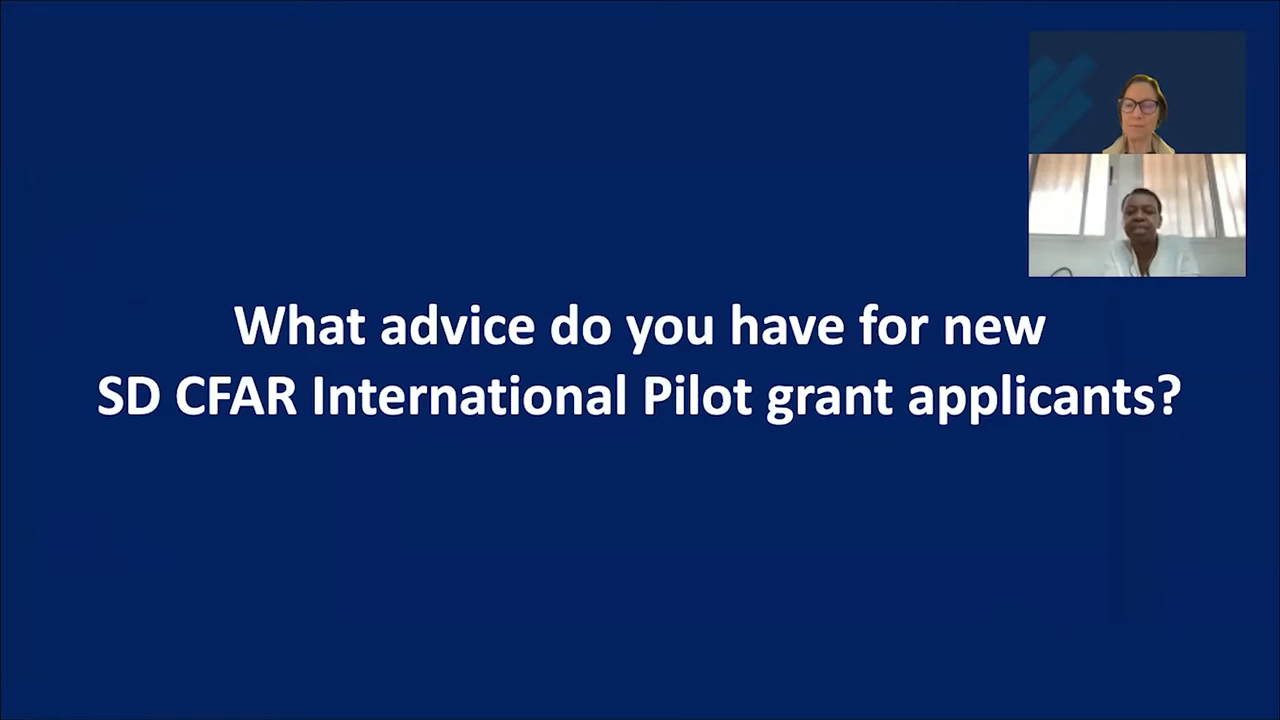 What advice do you have for new
SD CFAR International Pilot grant applicants?